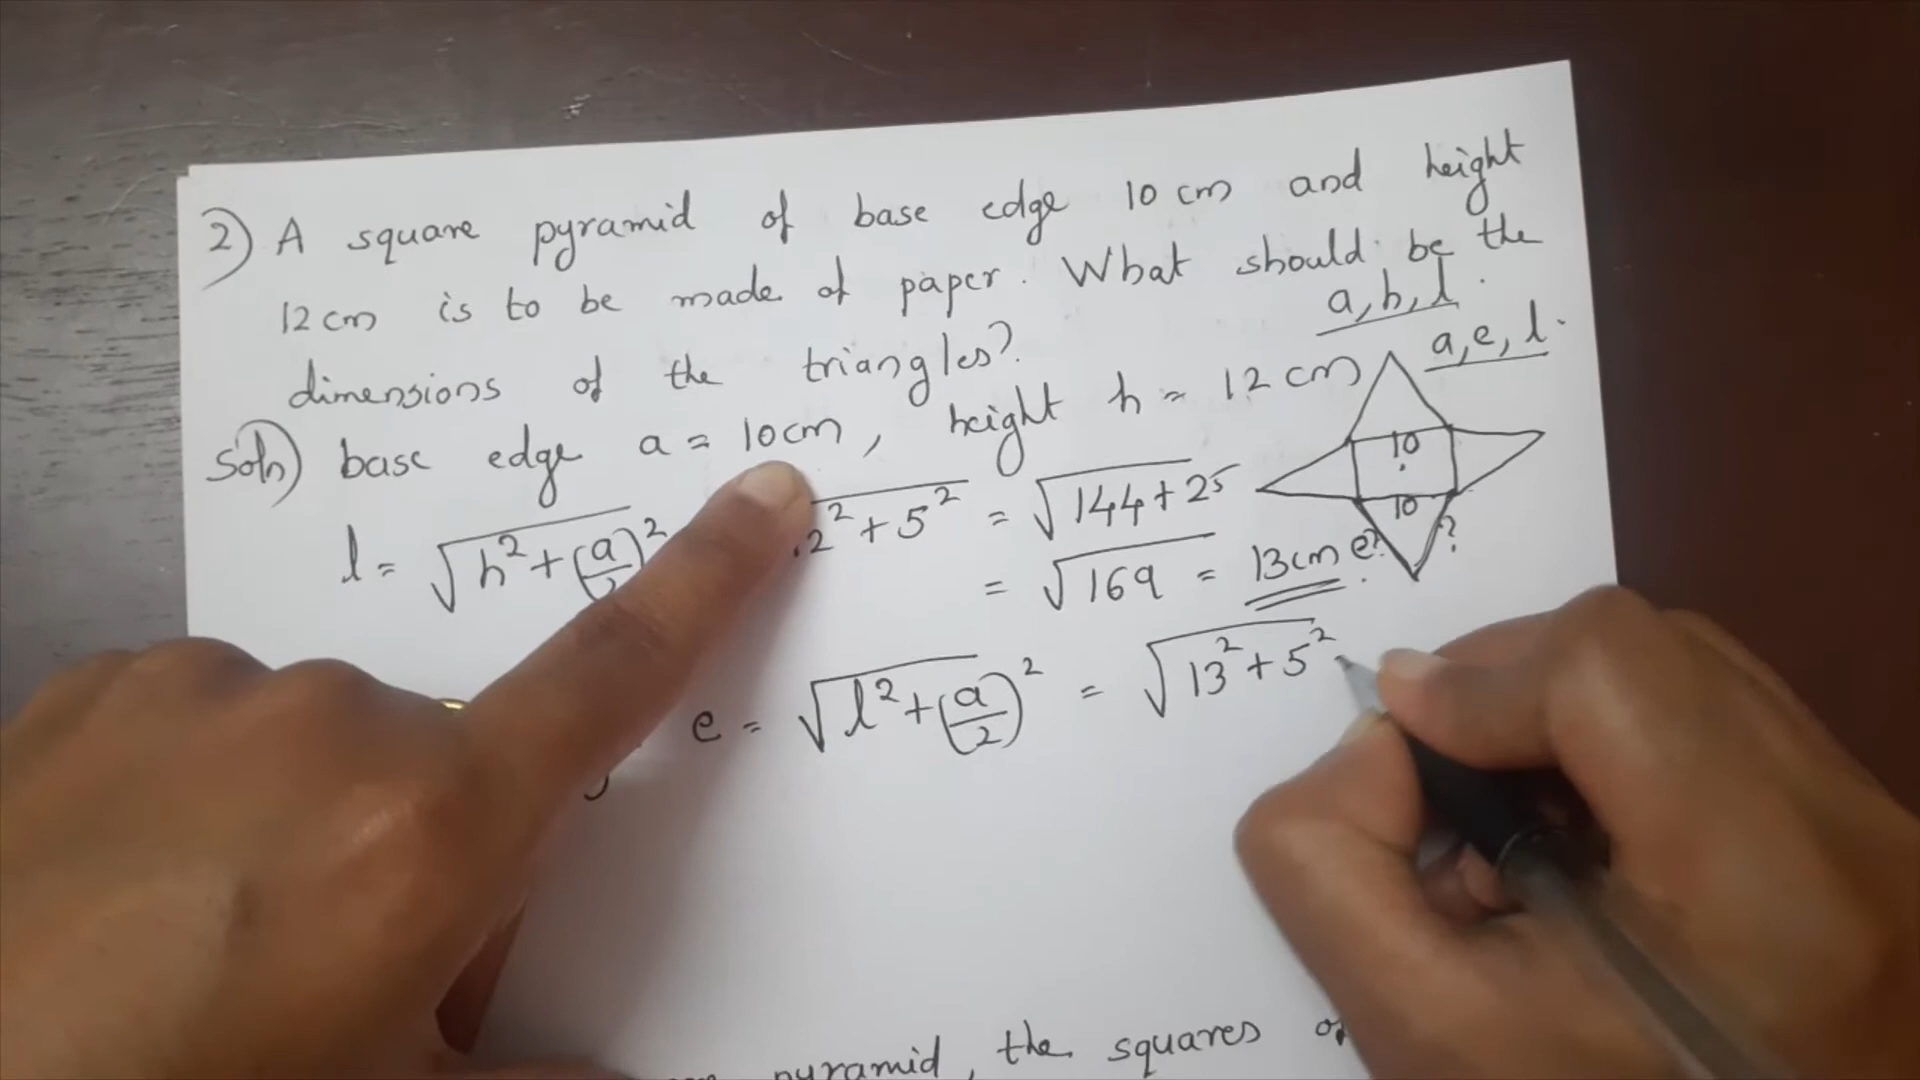 2) A square pyramid of base edge 10 cm and height
12 cm is to be made of paper. What should be the
dimensions of the triangles?
a, h, l.
a, e, l.
Soln) base edge a = 10cm, height h = 12 cm
10
10
e?
?
l = √h² + (a/2)² 2² + 5² = √144 + 25
= √169 = 13cm
e = √l² + (a/2)² = √13² + 5²
pyramid, the squares